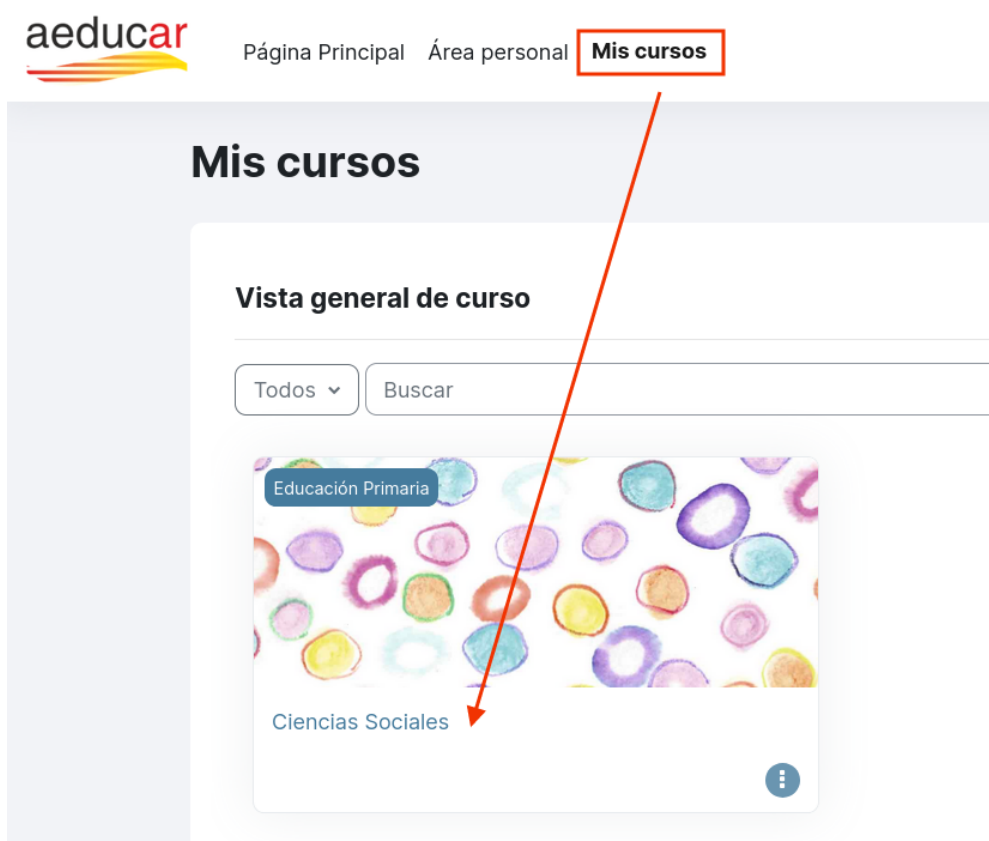 aeducar
Página Principal Área personal Mis cursos
Mis cursos
Vista general de curso
Todos Buscar
Educación Primaria
Ciencias Sociales